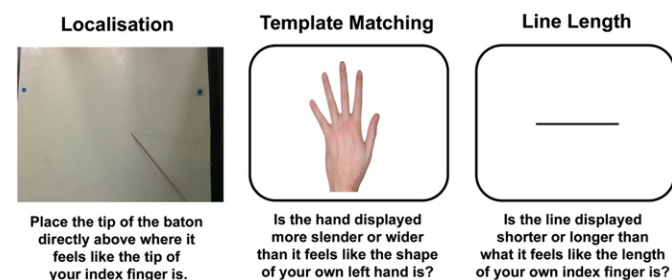 Localisation
Place the tip of the baton
directly above where it
feels like the tip of
your index finger is.
Template Matching
Is the hand displayed
more slender or wider
than it feels like the shape
of your own left hand is?
Line Length
Is the line displayed
shorter or longer than
what it feels like the length
of your own index finger is?